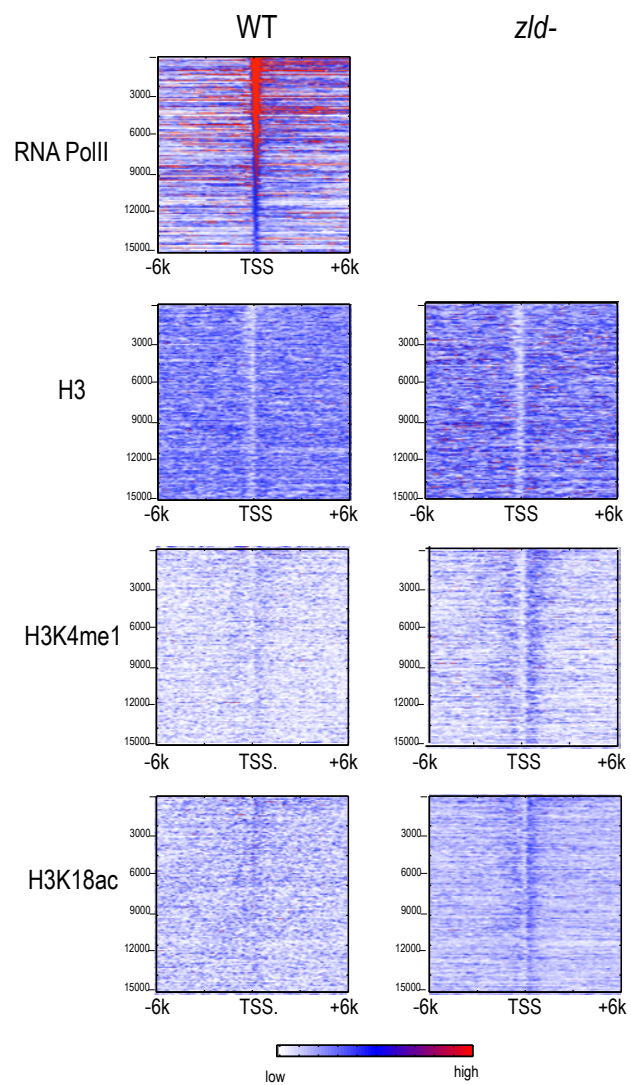 WT zld-
RNA PolII
3000
6000
9000
12000
15000
-6k TSS +6k
H3
3000 3000
6000 6000
9000 9000
12000 12000
15000 15000
-6k TSS +6k -6k TSS +6k
H3K4me1
3000 3000
6000 6000
9000 9000
12000 12000
15000 15000
-6k TSS. +6k -6k TSS +6k
H3K18ac
3000 3000
6000 6000
9000 9000
12000 12000
15000 15000
-6k TSS. +6k -6k TSS +6k
low high